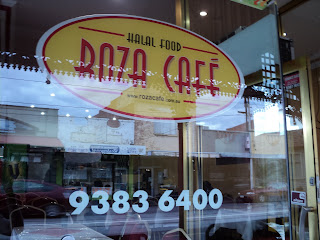 HALAL FOOD
ROZA CAFÉ
www.rozacafe.com.au
9383 6400